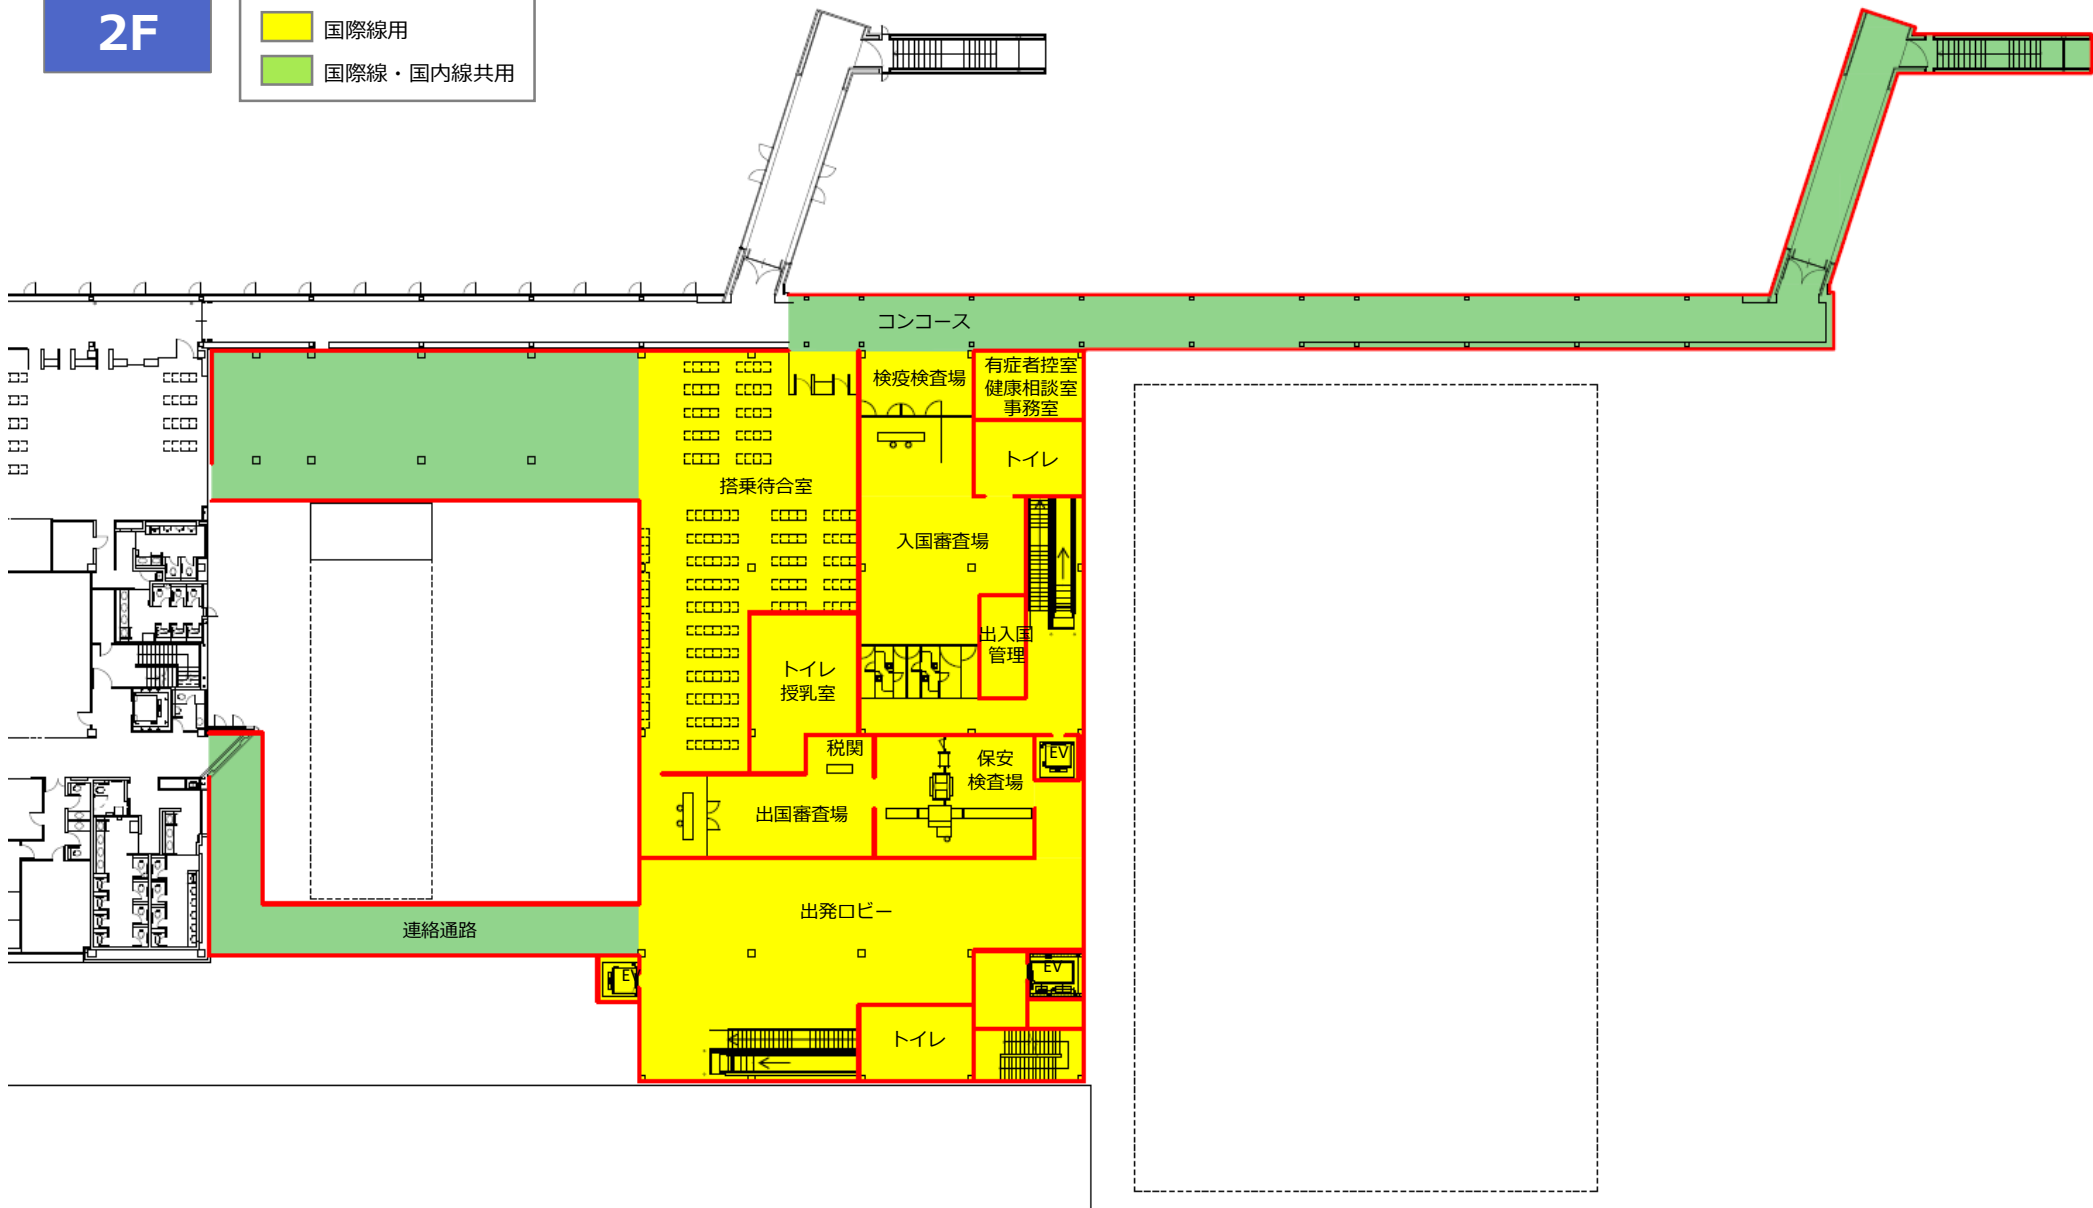 2F
国際線用
国際線・国内線共用
コンコース
検疫検査場
有症者控室
健康相談室
事務室
トイレ
搭乗待合室
入国審査場
出入国
管理
トイレ
授乳室
税関
保安
検査場
EV
出国審査場
出発ロビー
連絡通路
EV
EV
トイレ